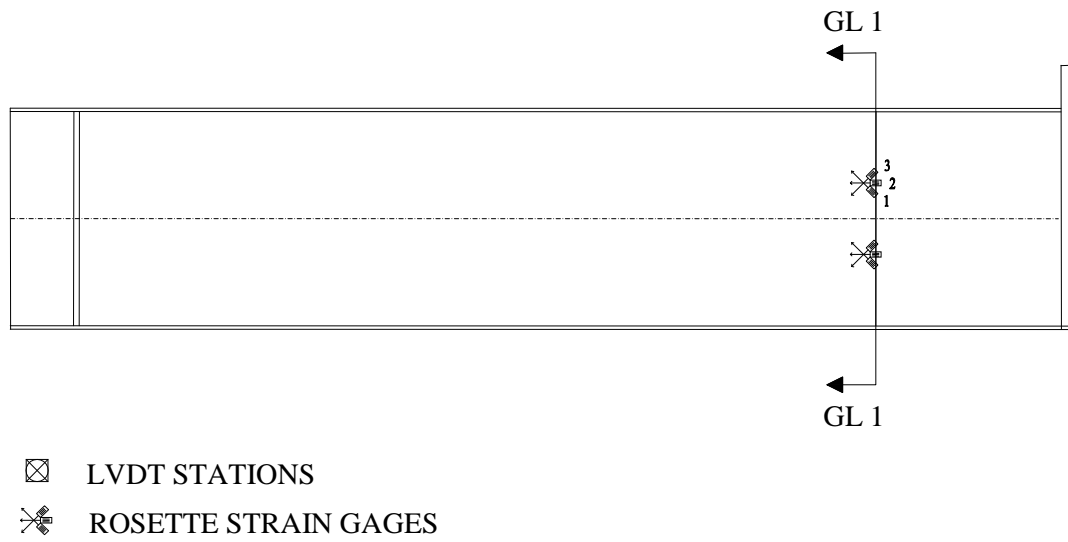 GL 1
3
2
1
GL 1
LVDT STATIONS
ROSETTE STRAIN GAGES